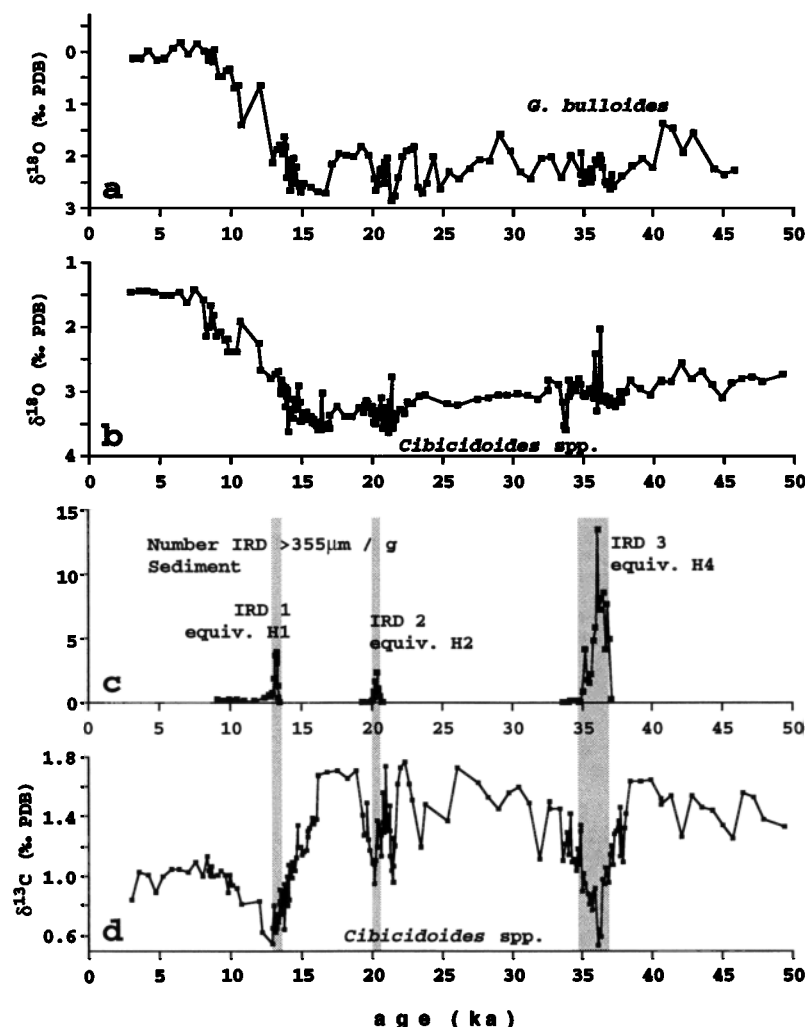 0
1
2
3
δ18O (‰ PDB)
G. bulloides
a
0 5 10 15 20 25 30 35 40 45 50
1
2
3
4
δ18O (‰ PDB)
Cibicidoides spp.
b
0 5 10 15 20 25 30 35 40 45 50
15
10
5
0
Number IRD >355µm / g
Sediment
IRD 1
equiv. H1
IRD 2
equiv. H2
IRD 3
equiv. H4
c
0 5 10 15 20 25 30 35 40 45 50
1.8
1.4
1.0
0.6
δ13C (‰ PDB)
Cibicidoides spp.
d
0 5 10 15 20 25 30 35 40 45 50
age (ka)